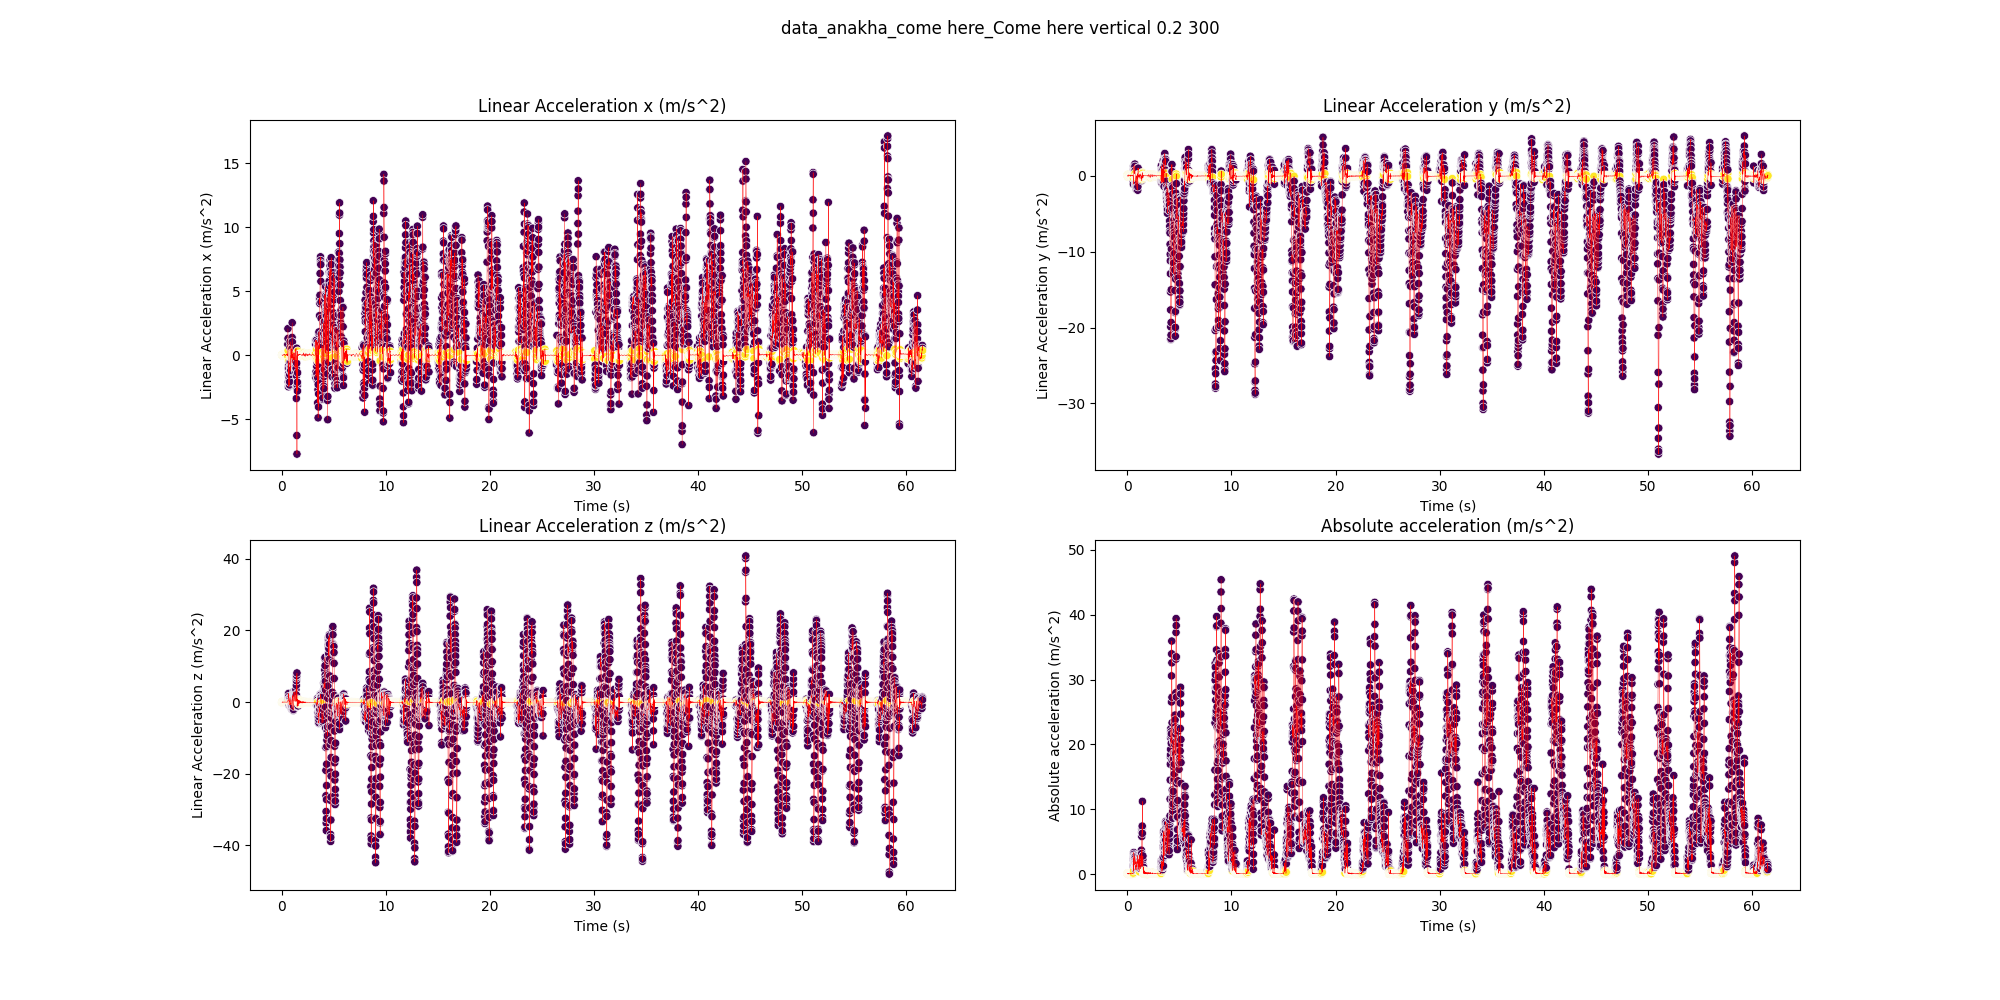 data_anakha_come here_Come here vertical 0.2 300
Linear Acceleration x (m/s^2)
Linear Acceleration x (m/s^2)
15
10
5
0
−5
0 10 20 30 40 50 60
Time (s)
Linear Acceleration y (m/s^2)
Linear Acceleration y (m/s^2)
0
−10
−20
−30
0 10 20 30 40 50 60
Time (s)
Linear Acceleration z (m/s^2)
Linear Acceleration z (m/s^2)
40
20
0
−20
−40
0 10 20 30 40 50 60
Time (s)
Absolute acceleration (m/s^2)
Absolute acceleration (m/s^2)
50
40
30
20
10
0
0 10 20 30 40 50 60
Time (s)